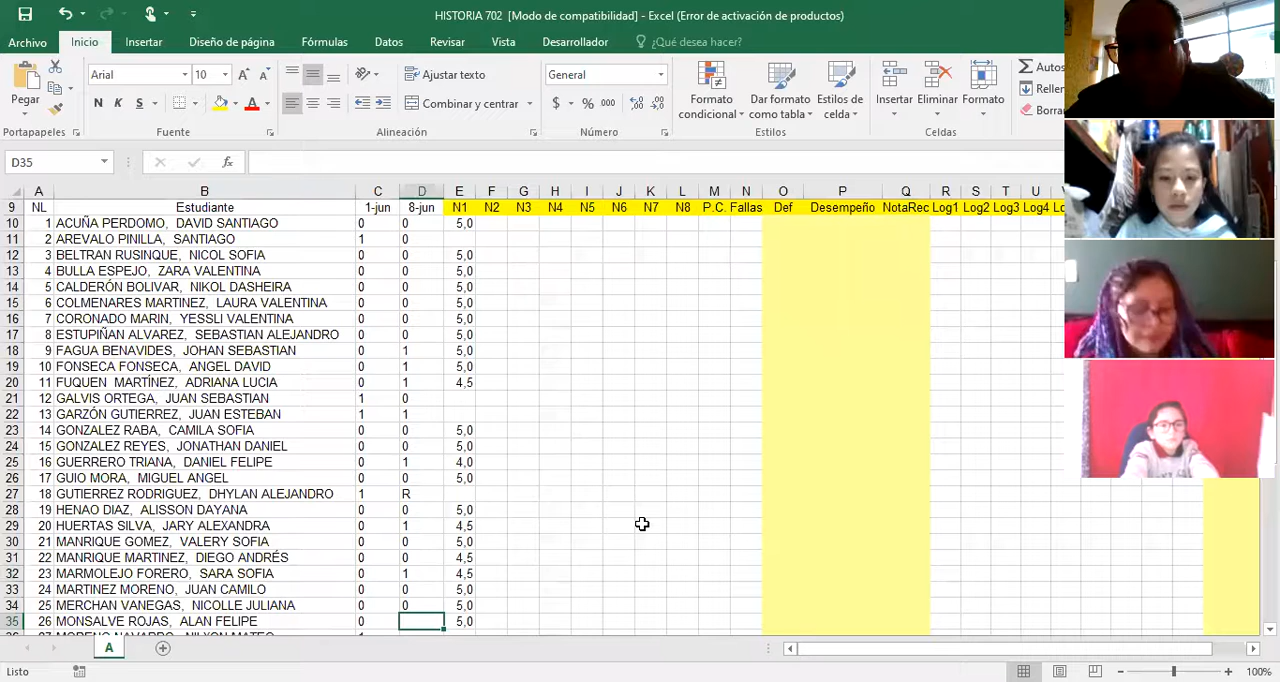 HISTORIA 702 [Modo de compatibilidad] - Excel (Error de activación de productos)
Archivo Inicio Insertar Diseño de página Fórmulas Datos Revisar Vista Desarrollador ¿Qué desea hacer?
Pegar
Portapapeles
Arial 10
N K S
Fuente
Ajustar texto
Combinar y centrar
Alineación
General
$ % 000
Número
Formato condicional
Dar formato como tabla
Estilos de celda
Estilos
Insertar Eliminar Formato
Celdas
Σ Autos
Rellen
Borra
D35 fx
A B C D E F G H I J K L M N O P Q R S T U
9 NL Estudiante 1-jun 8-jun N1 N2 N3 N4 N5 N6 N7 N8 P.C. Fallas Def Desempeño NotaRec Log1 Log2 Log3 Log4 Lo
10 1 ACUÑA PERDOMO, DAVID SANTIAGO 0 0 5,0
11 2 AREVALO PINILLA, SANTIAGO 1 0
12 3 BELTRAN RUSINQUE, NICOL SOFIA 0 0 5,0
13 4 BULLA ESPEJO, ZARA VALENTINA 0 0 5,0
14 5 CALDERÓN BOLIVAR, NIKOL DASHEIRA 0 0 5,0
15 6 COLMENARES MARTINEZ, LAURA VALENTINA 0 0 5,0
16 7 CORONADO MARIN, YESSLI VALENTINA 0 0 5,0
17 8 ESTUPIÑAN ALVAREZ, SEBASTIAN ALEJANDRO 0 0 5,0
18 9 FAGUA BENAVIDES, JOHAN SEBASTIAN 0 1 5,0
19 10 FONSECA FONSECA, ANGEL DAVID 0 1 5,0
20 11 FUQUEN MARTÍNEZ, ADRIANA LUCIA 0 1 4,5
21 12 GALVIS ORTEGA, JUAN SEBASTIAN 1 0
22 13 GARZÓN GUTIERREZ, JUAN ESTEBAN 1 1
23 14 GONZALEZ RABA, CAMILA SOFIA 0 0 5,0
24 15 GONZALEZ REYES, JONATHAN DANIEL 0 0 5,0
25 16 GUERRERO TRIANA, DANIEL FELIPE 0 1 4,0
26 17 GUIO MORA, MIGUEL ANGEL 0 0 5,0
27 18 GUTIERREZ RODRIGUEZ, DHYLAN ALEJANDRO 1 R
28 19 HENAO DIAZ, ALISSON DAYANA 0 0 5,0
29 20 HUERTAS SILVA, JARY ALEXANDRA 0 1 4,5
30 21 MANRIQUE GOMEZ, VALERY SOFIA 0 0 5,0
31 22 MANRIQUE MARTINEZ, DIEGO ANDRÉS 0 0 4,5
32 23 MARMOLEJO FORERO, SARA SOFIA 0 1 4,5
33 24 MARTINEZ MORENO, JUAN CAMILO 0 0 5,0
34 25 MERCHAN VANEGAS, NICOLLE JULIANA 0 0 5,0
35 26 MONSALVE ROJAS, ALAN FELIPE 0 5,0
A
Listo 100%